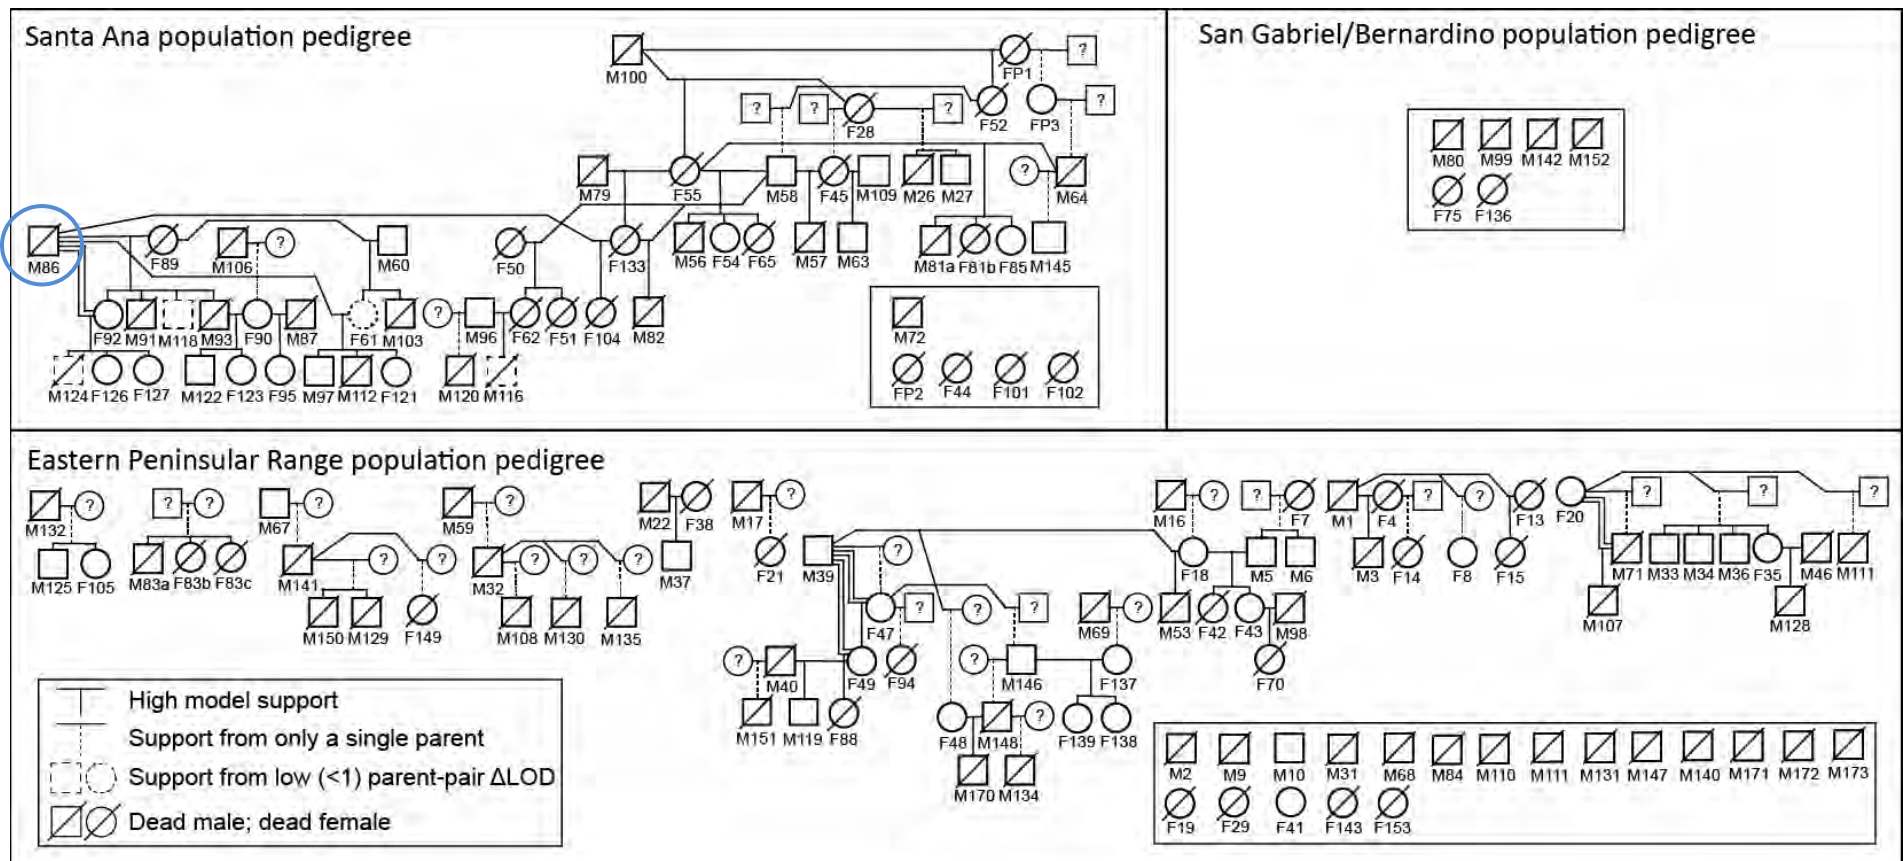 Santa Ana population pedigree
M100 FP1 ?
? ? F28 ? F52 FP3 ?
M79 F55 M58 F45 M109 M26 M27 ? M64
M86 F89 M106 ? M60 F50 F133 M56 F54 F65 M57 M63 M81a F81b F85 M145
F92 M91 M118 M93 F90 M87 F61 M103 ? M96 F62 F51 F104 M82
M124 F126 F127 M122 F123 F95 M97 M112 F121 M120 M116
M72
FP2 F44 F101 F102
San Gabriel/Bernardino population pedigree
M80 M99 M142 M152
F75 F136
Eastern Peninsular Range population pedigree
M132 ? ? ? M67 ? M59 ? M22 F38 M17 ? M16 ? ? F7 M1 F4 ? ? F13 F20 ? ? ?
M125 F105 M83a F83b F83c M141 ? ? M32 ? ? ? M37 F21 M39 ? F18 M5 M6 M3 F14 F8 F15 M71 M33 M34 M36 F35 M46 M111
M150 M129 F149 M108 M130 M135 F47 ? ? ? M69 ? M53 F42 F43 M98 M107 M128
? M40 F49 F94 ? M146 F137 F70
M151 M119 F88 F48 M148 ? F139 F138
M170 M134
High model support
Support from only a single parent
Support from low (<1) parent-pair ΔLOD
Dead male; dead female
M2 M9 M10 M31 M68 M84 M110 M111 M131 M147 M140 M171 M172 M173
F19 F29 F41 F143 F153